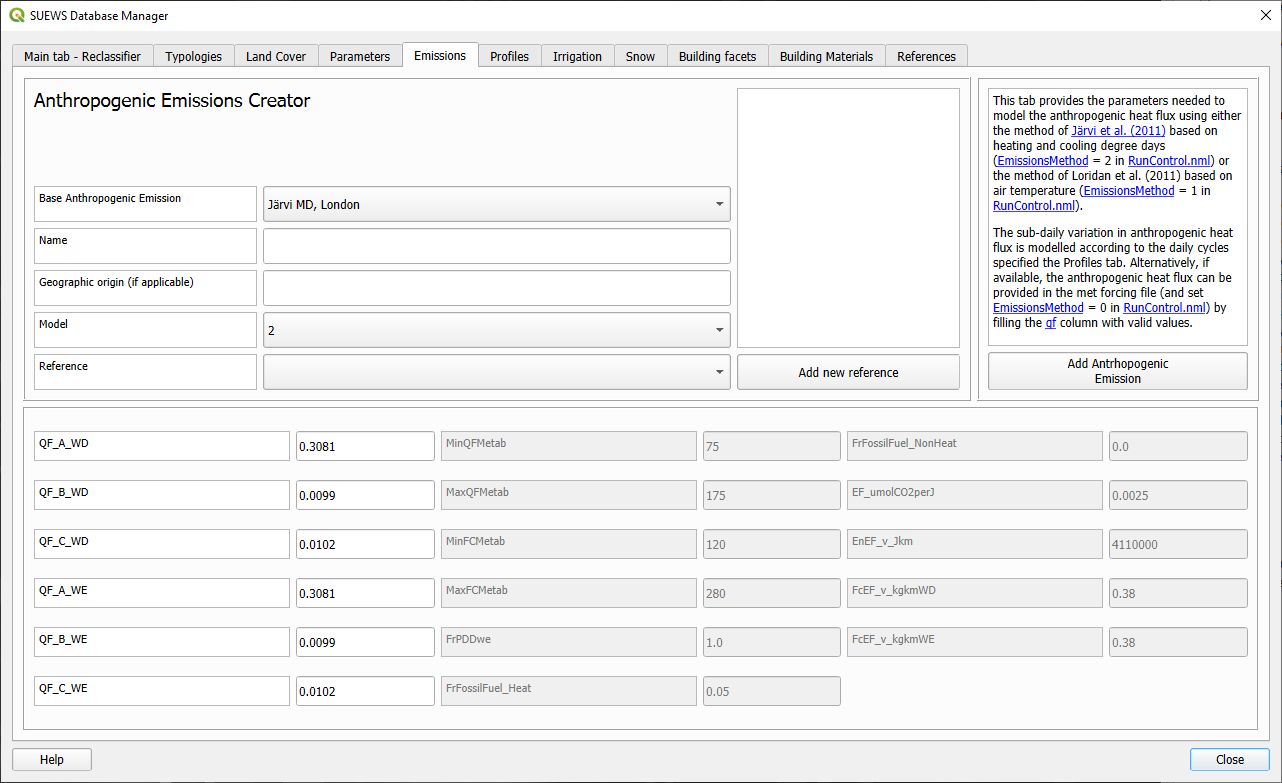 SUEWS Database Manager
Main tab - Reclassifier
Typologies
Land Cover
Parameters
Emissions
Profiles
Irrigation
Snow
Building facets
Building Materials
References
Anthropogenic Emissions Creator
Base Anthropogenic Emission
Järvi MD, London
Name
Geographic origin (if applicable)
Model
2
Reference
Add new reference
This tab provides the parameters needed to
model the anthropogenic heat flux using either
the method of Järvi et al. (2011) based on
heating and cooling degree days
(EmissionsMethod = 2 in RunControl.nml) or
the method of Loridan et al. (2011) based on
air temperature (EmissionsMethod = 1 in
RunControl.nml).
The sub-daily variation in anthropogenic heat
flux is modelled according to the daily cycles
specified the Profiles tab. Alternatively, if
available, the anthropogenic heat flux can be
provided in the met forcing file (and set
EmissionsMethod = 0 in RunControl.nml) by
filling the qf column with valid values.
Add Antrhopogenic
Emission
QF_A_WD
0.3081
MinQFMetab
75
FrFossilFuel_NonHeat
0.0
QF_B_WD
0.0099
MaxQFMetab
175
EF_umolCO2perJ
0.0025
QF_C_WD
0.0102
MinFCMetab
120
EnEF_v_Jkm
4110000
QF_A_WE
0.3081
MaxFCMetab
280
FcEF_v_kgkmWD
0.38
QF_B_WE
0.0099
FrPDDwe
1.0
FcEF_v_kgkmWE
0.38
QF_C_WE
0.0102
FrFossilFuel_Heat
0.05
Help
Close